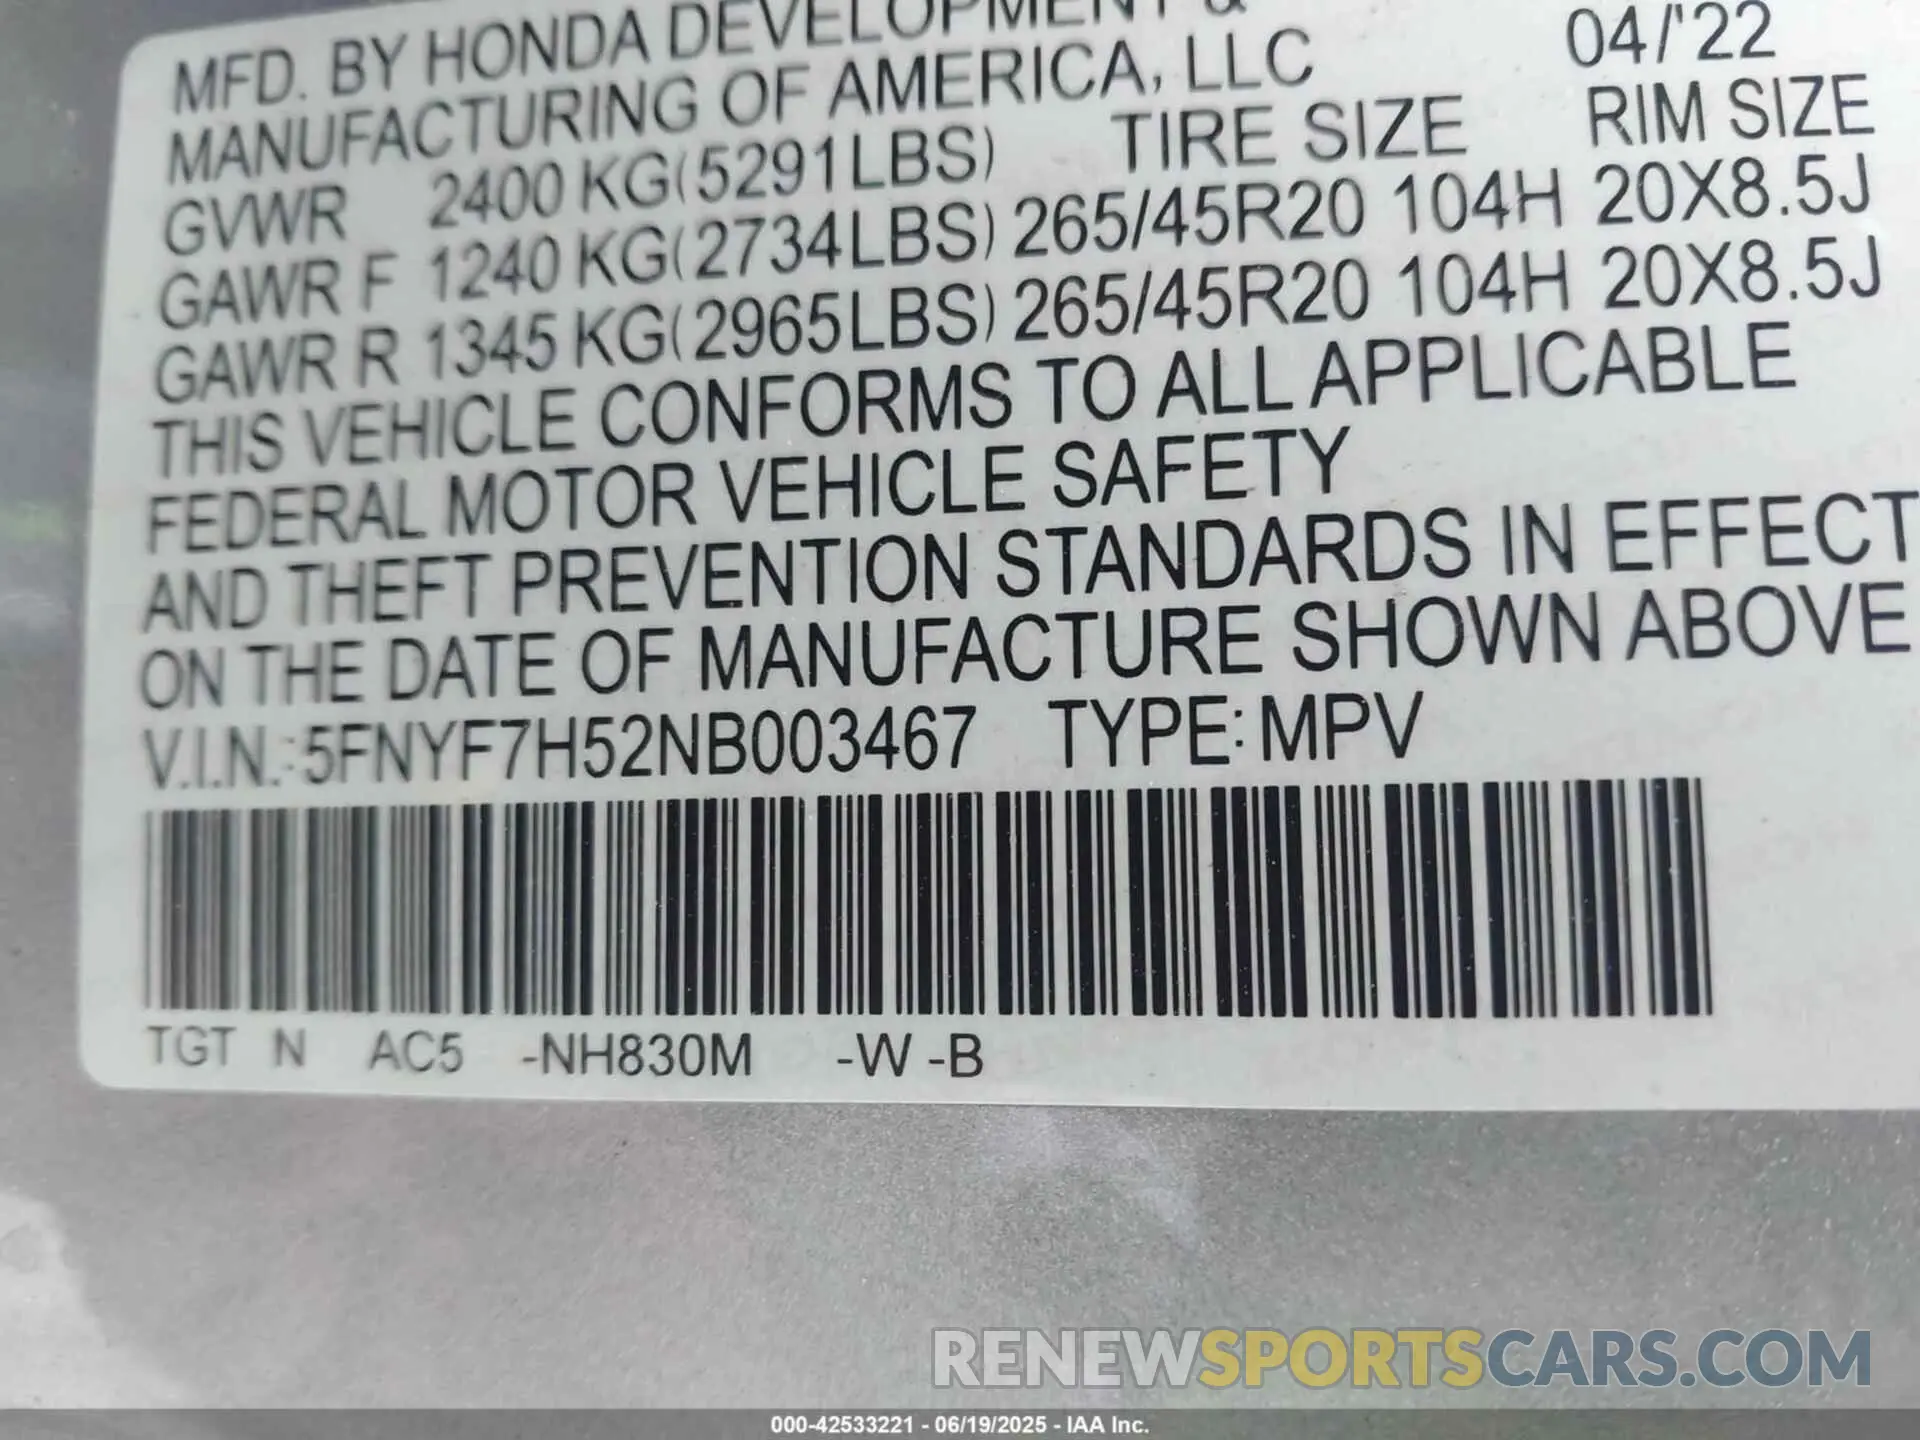 MFD. BY HONDA DEVELOPMENT &
MANUFACTURING OF AMERICA, LLC 04/'22
GVWR 2400 KG(5291LBS) TIRE SIZE RIM SIZE
GAWR F 1240 KG(2734LBS) 265/45R20 104H 20X8.5J
GAWR R 1345 KG(2965LBS) 265/45R20 104H 20X8.5J
THIS VEHICLE CONFORMS TO ALL APPLICABLE
FEDERAL MOTOR VEHICLE SAFETY
AND THEFT PREVENTION STANDARDS IN EFFECT
ON THE DATE OF MANUFACTURE SHOWN ABOVE
V.I.N.: 5FNYF7H52NB003467 TYPE: MPV
TGT N AC5 -NH830M -W -B
RENEWSPORTSCARS.COM
000-42533221 - 06/19/2025 - IAA Inc.